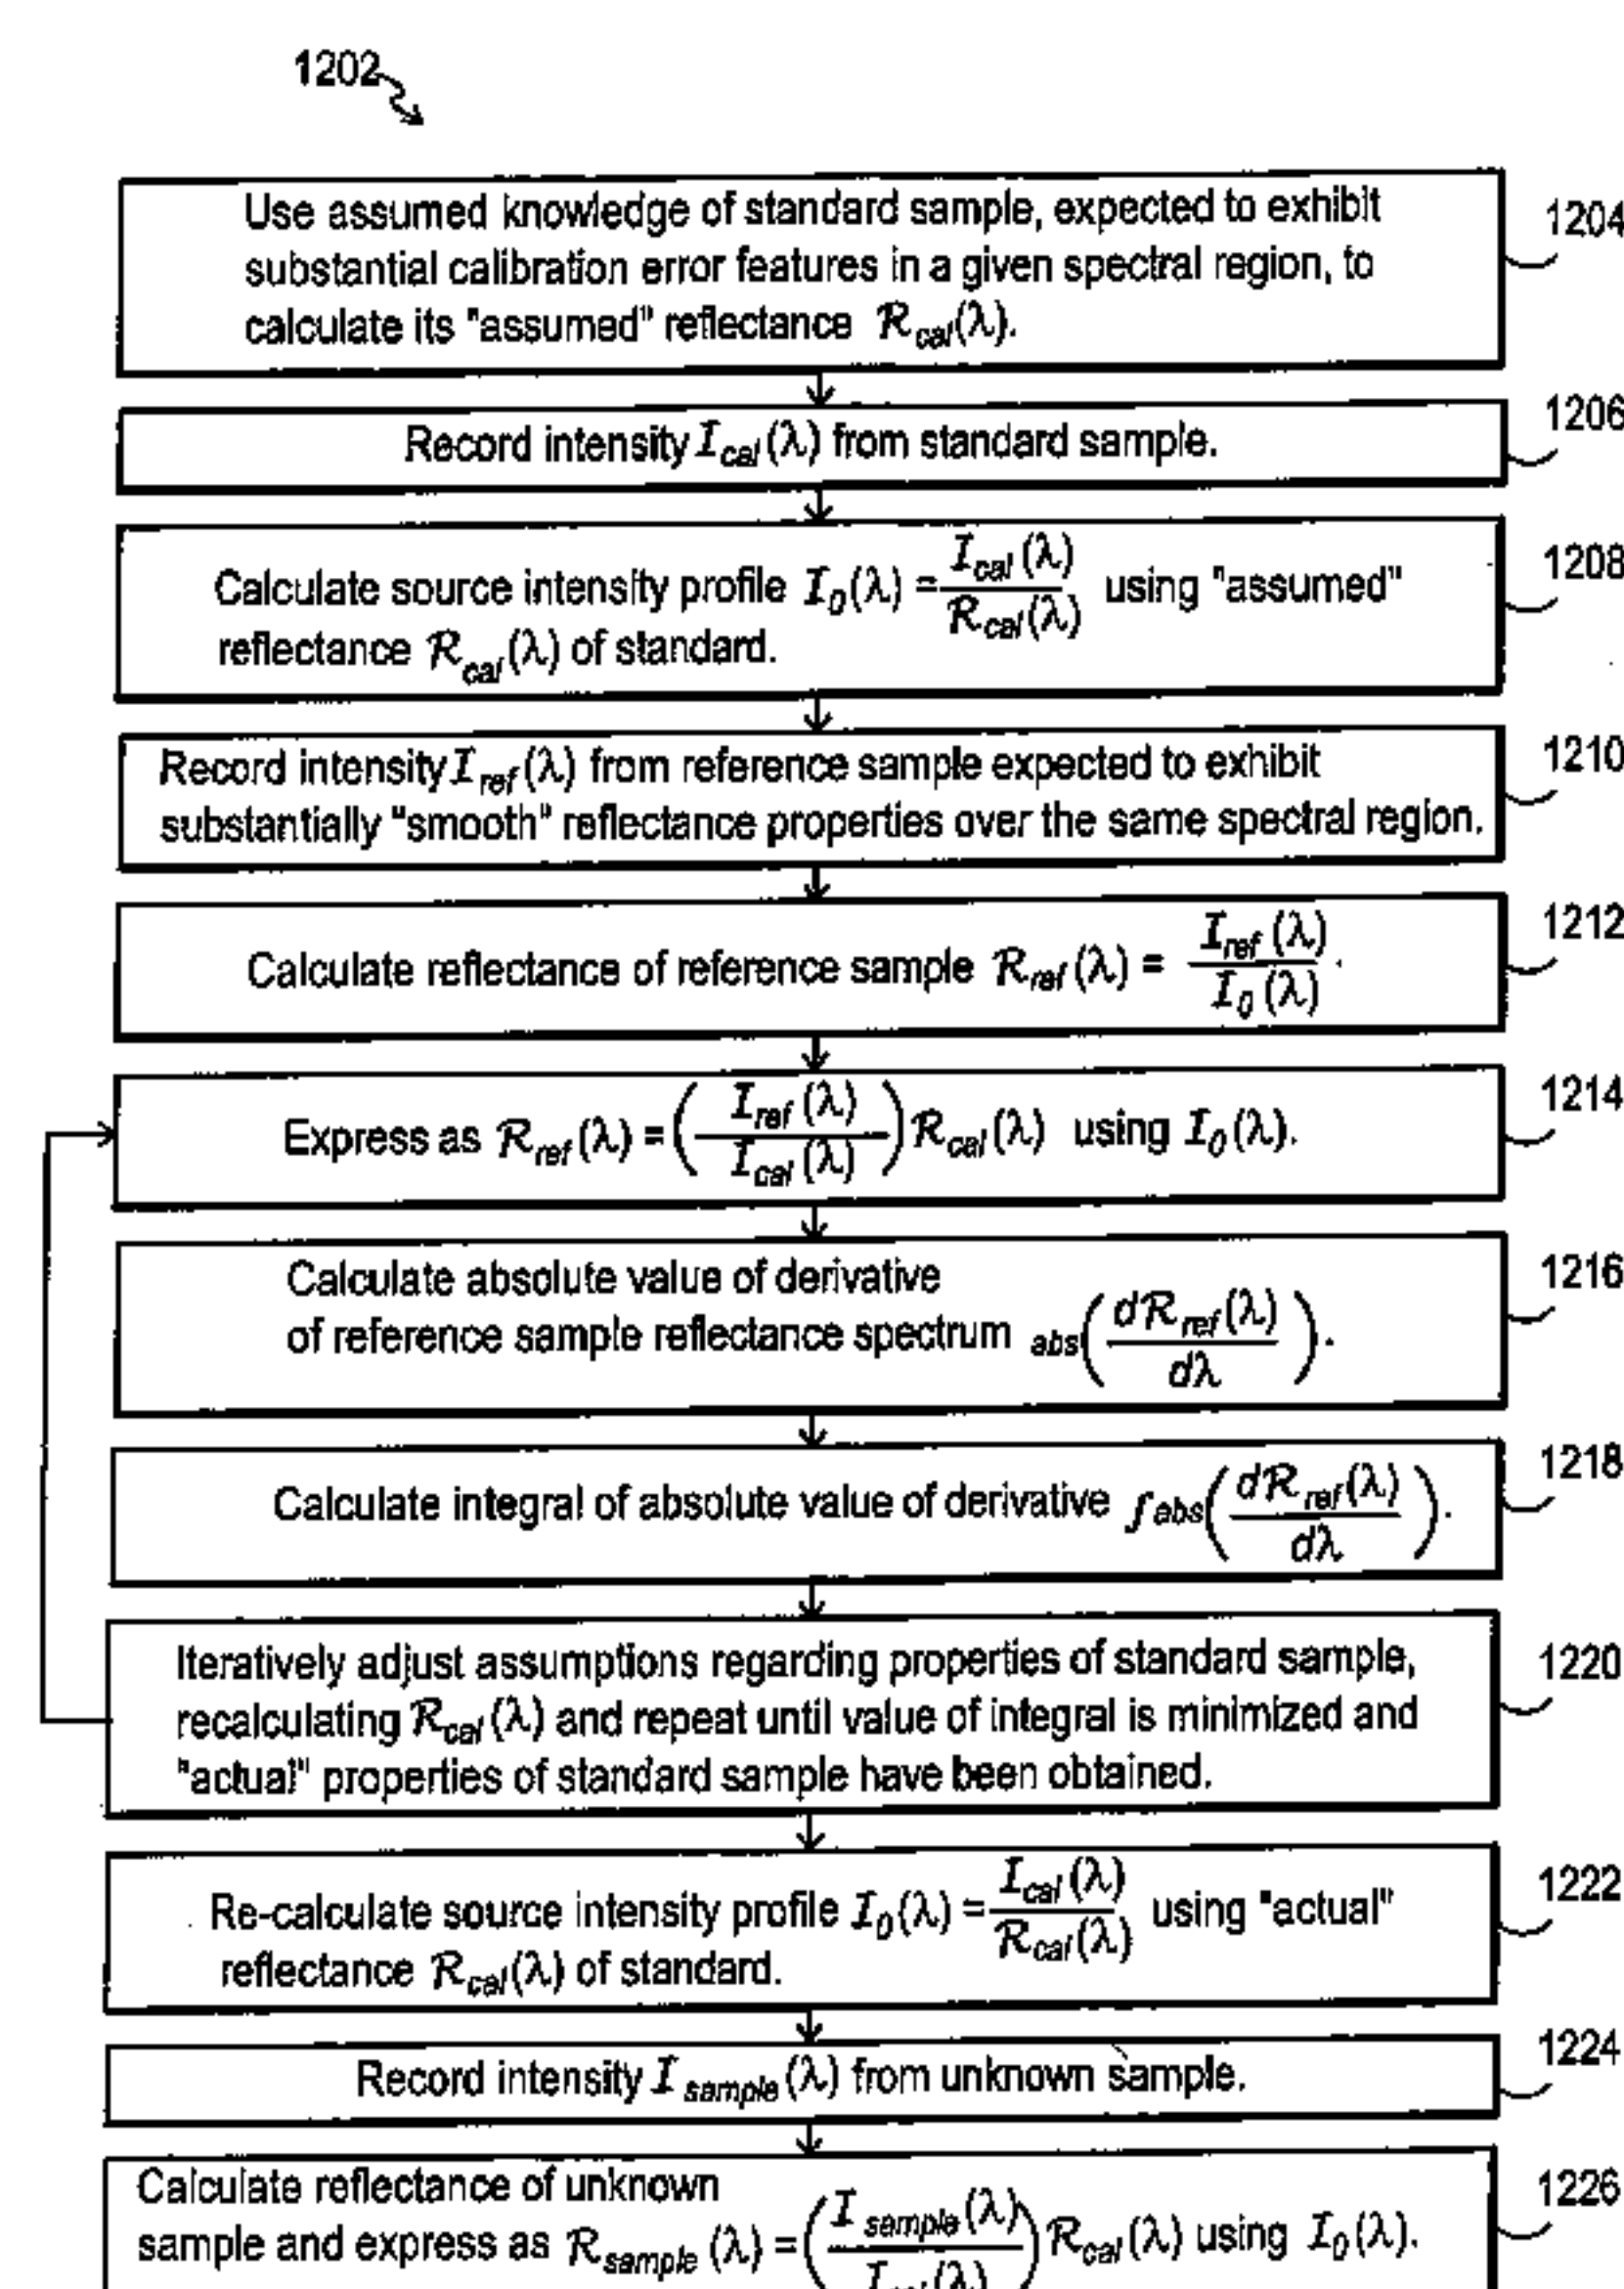 1202
Use assumed knowledge of standard sample, expected to exhibit
substantial calibration error features in a given spectral region, to
calculate its "assumed" reflectance R_cal(λ).
1204
Record intensity I_cal(λ) from standard sample.
1206
Calculate source intensity profile I_0(λ) = I_cal(λ) / R_cal(λ) using "assumed"
reflectance R_cal(λ) of standard.
1208
Record intensity I_ref(λ) from reference sample expected to exhibit
substantially "smooth" reflectance properties over the same spectral region.
1210
Calculate reflectance of reference sample R_ref(λ) = I_ref(λ) / I_0(λ).
1212
Express as R_ref(λ) = (I_ref(λ) / I_cal(λ)) R_cal(λ) using I_0(λ).
1214
Calculate absolute value of derivative
of reference sample reflectance spectrum abs(dR_ref(λ) / dλ).
1216
Calculate integral of absolute value of derivative ∫abs(dR_ref(λ) / dλ).
1218
Iteratively adjust assumptions regarding properties of standard sample,
recalculating R_cal(λ) and repeat until value of integral is minimized and
"actual" properties of standard sample have been obtained.
1220
Re-calculate source intensity profile I_0(λ) = I_cal(λ) / R_cal(λ) using "actual"
reflectance R_cal(λ) of standard.
1222
Record intensity I_sample(λ) from unknown sample.
1224
Calculate reflectance of unknown
sample and express as R_sample(λ) = (I_sample(λ) / I_cal(λ)) R_cal(λ) using I_0(λ).
1226